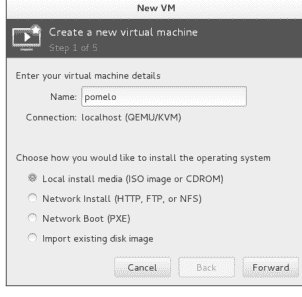 New VM
Create a new virtual machine
Step 1 of 5
Enter your virtual machine details
Name: pomelo
Connection: localhost (QEMU/KVM)
Choose how you would like to install the operating system
Local install media (ISO image or CDROM)
Network Install (HTTP, FTP, or NFS)
Network Boot (PXE)
Import existing disk image
Cancel Back Forward